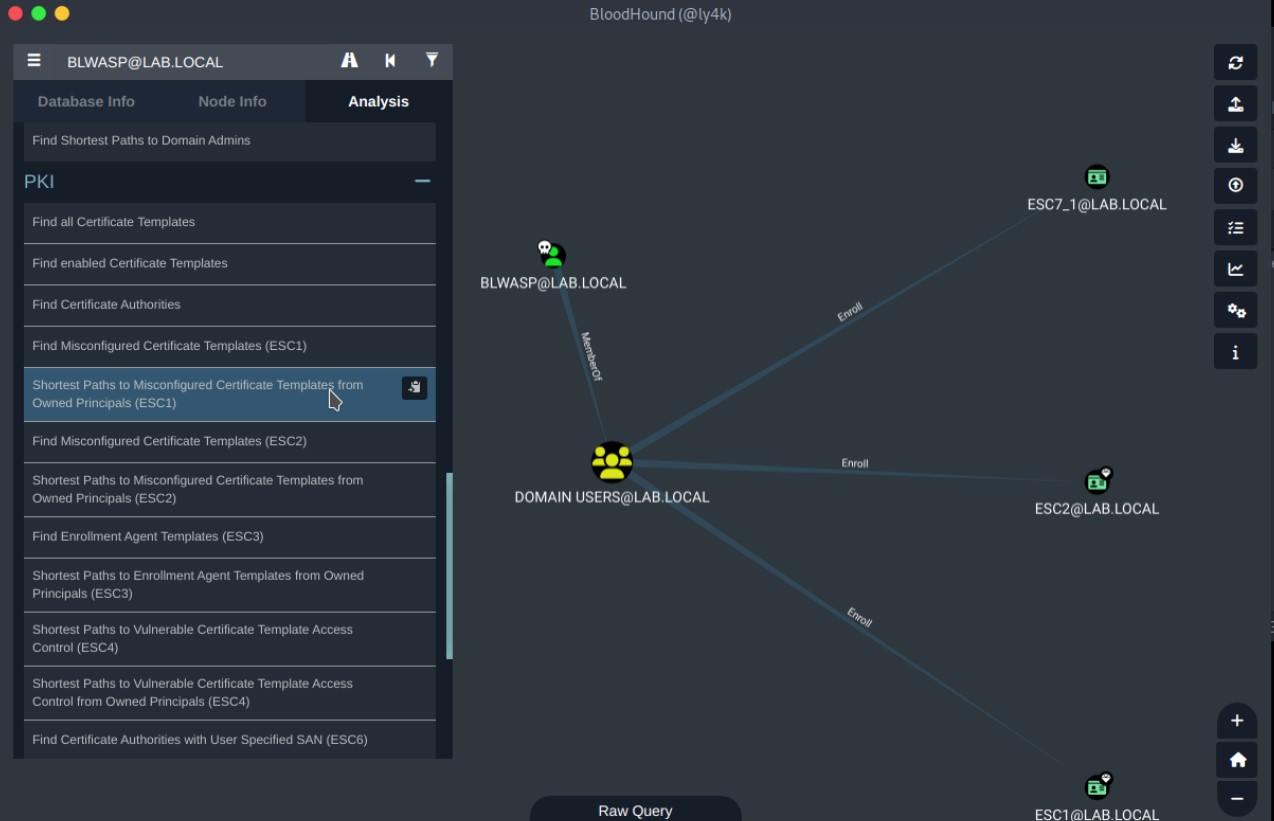 BloodHound (@ly4k)
BLWASP@LAB.LOCAL
Database Info
Node Info
Analysis
Find Shortest Paths to Domain Admins
PKI
Find all Certificate Templates
Find enabled Certificate Templates
Find Certificate Authorities
Find Misconfigured Certificate Templates (ESC1)
Shortest Paths to Misconfigured Certificate Templates from
Owned Principals (ESC1)
Find Misconfigured Certificate Templates (ESC2)
Shortest Paths to Misconfigured Certificate Templates from
Owned Principals (ESC2)
Find Enrollment Agent Templates (ESC3)
Shortest Paths to Enrollment Agent Templates from Owned
Principals (ESC3)
Shortest Paths to Vulnerable Certificate Template Access
Control (ESC4)
Shortest Paths to Vulnerable Certificate Template Access
Control from Owned Principals (ESC4)
Find Certificate Authorities with User Specified SAN (ESC6)
ESC7_1@LAB.LOCAL
BLWASP@LAB.LOCAL
Enroll
MemberOf
Enroll
DOMAIN USERS@LAB.LOCAL
ESC2@LAB.LOCAL
Enroll
ESC1@LAB.LOCAL
Raw Query